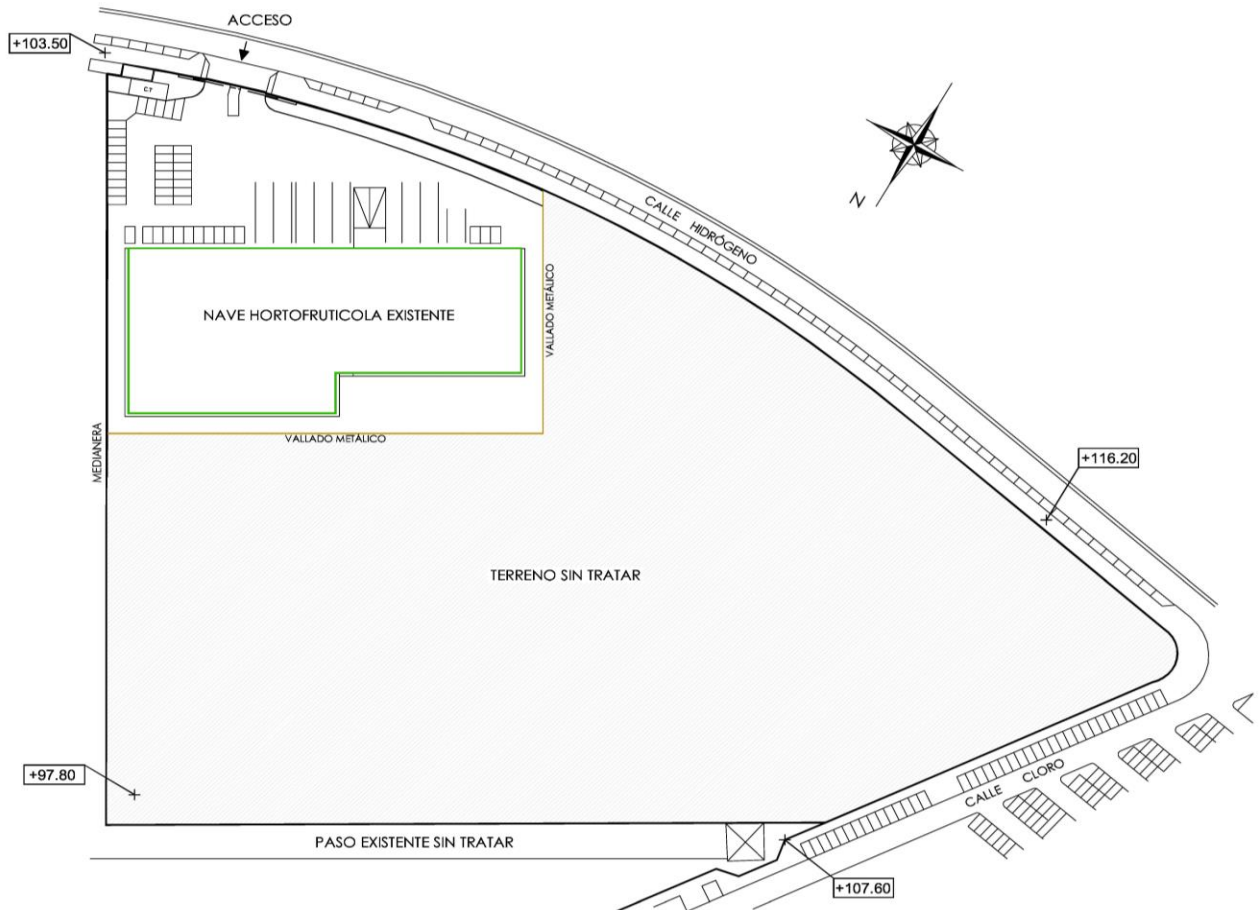 ACCESO
+103.50
CT
N
CALLE HIDRÓGENO
NAVE HORTOFRUTICOLA EXISTENTE
VALLADO METÁLICO
MEDIANERA
VALLADO METÁLICO
+116.20
TERRENO SIN TRATAR
+97.80
CALLE CLORO
PASO EXISTENTE SIN TRATAR
+107.60